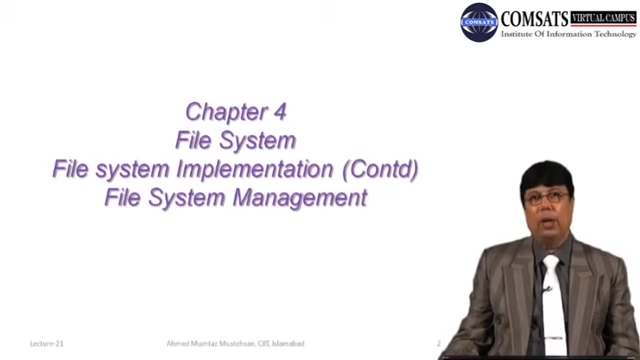 COMSATS
COMSATS VIRTUAL CAMPUS
Institute Of Information Technology
Chapter 4
File System
File system Implementation (Contd)
File System Management
Lecture-21
Ahmed Mumtaz Mustehsan, CIIT, Islamabad
2